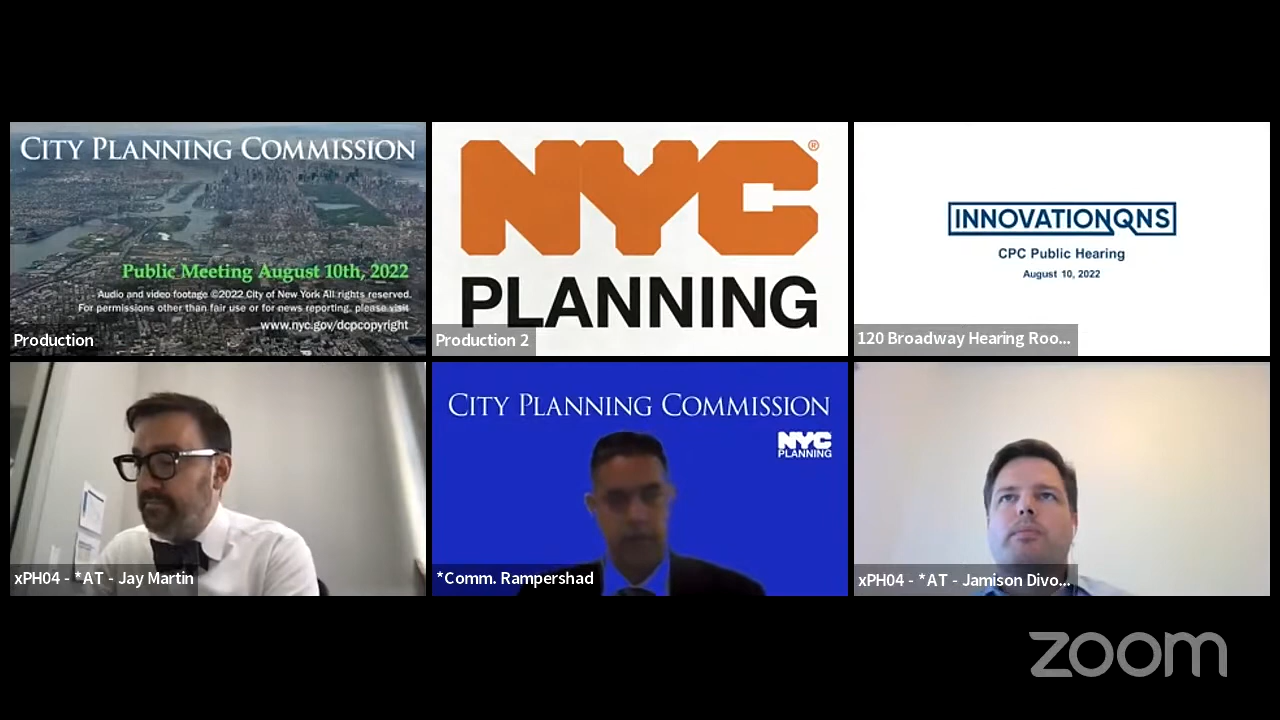 CITY PLANNING COMMISSION
Public Meeting August 10th, 2022
Audio and video footage ©2022 City of New York All rights reserved.
For permissions other than fair use or for news reporting, please visit
www.nyc.gov/dcpcopyright
Production
NYC®
PLANNING
Production 2
INNOVATIONQNS
CPC Public Hearing
August 10, 2022
120 Broadway Hearing Roo...
xPH04 - *AT - Jay Martin
CITY PLANNING COMMISSION
NYC
PLANNING
*Comm. Rampershad
xPH04 - *AT - Jamison Divo...
zoom